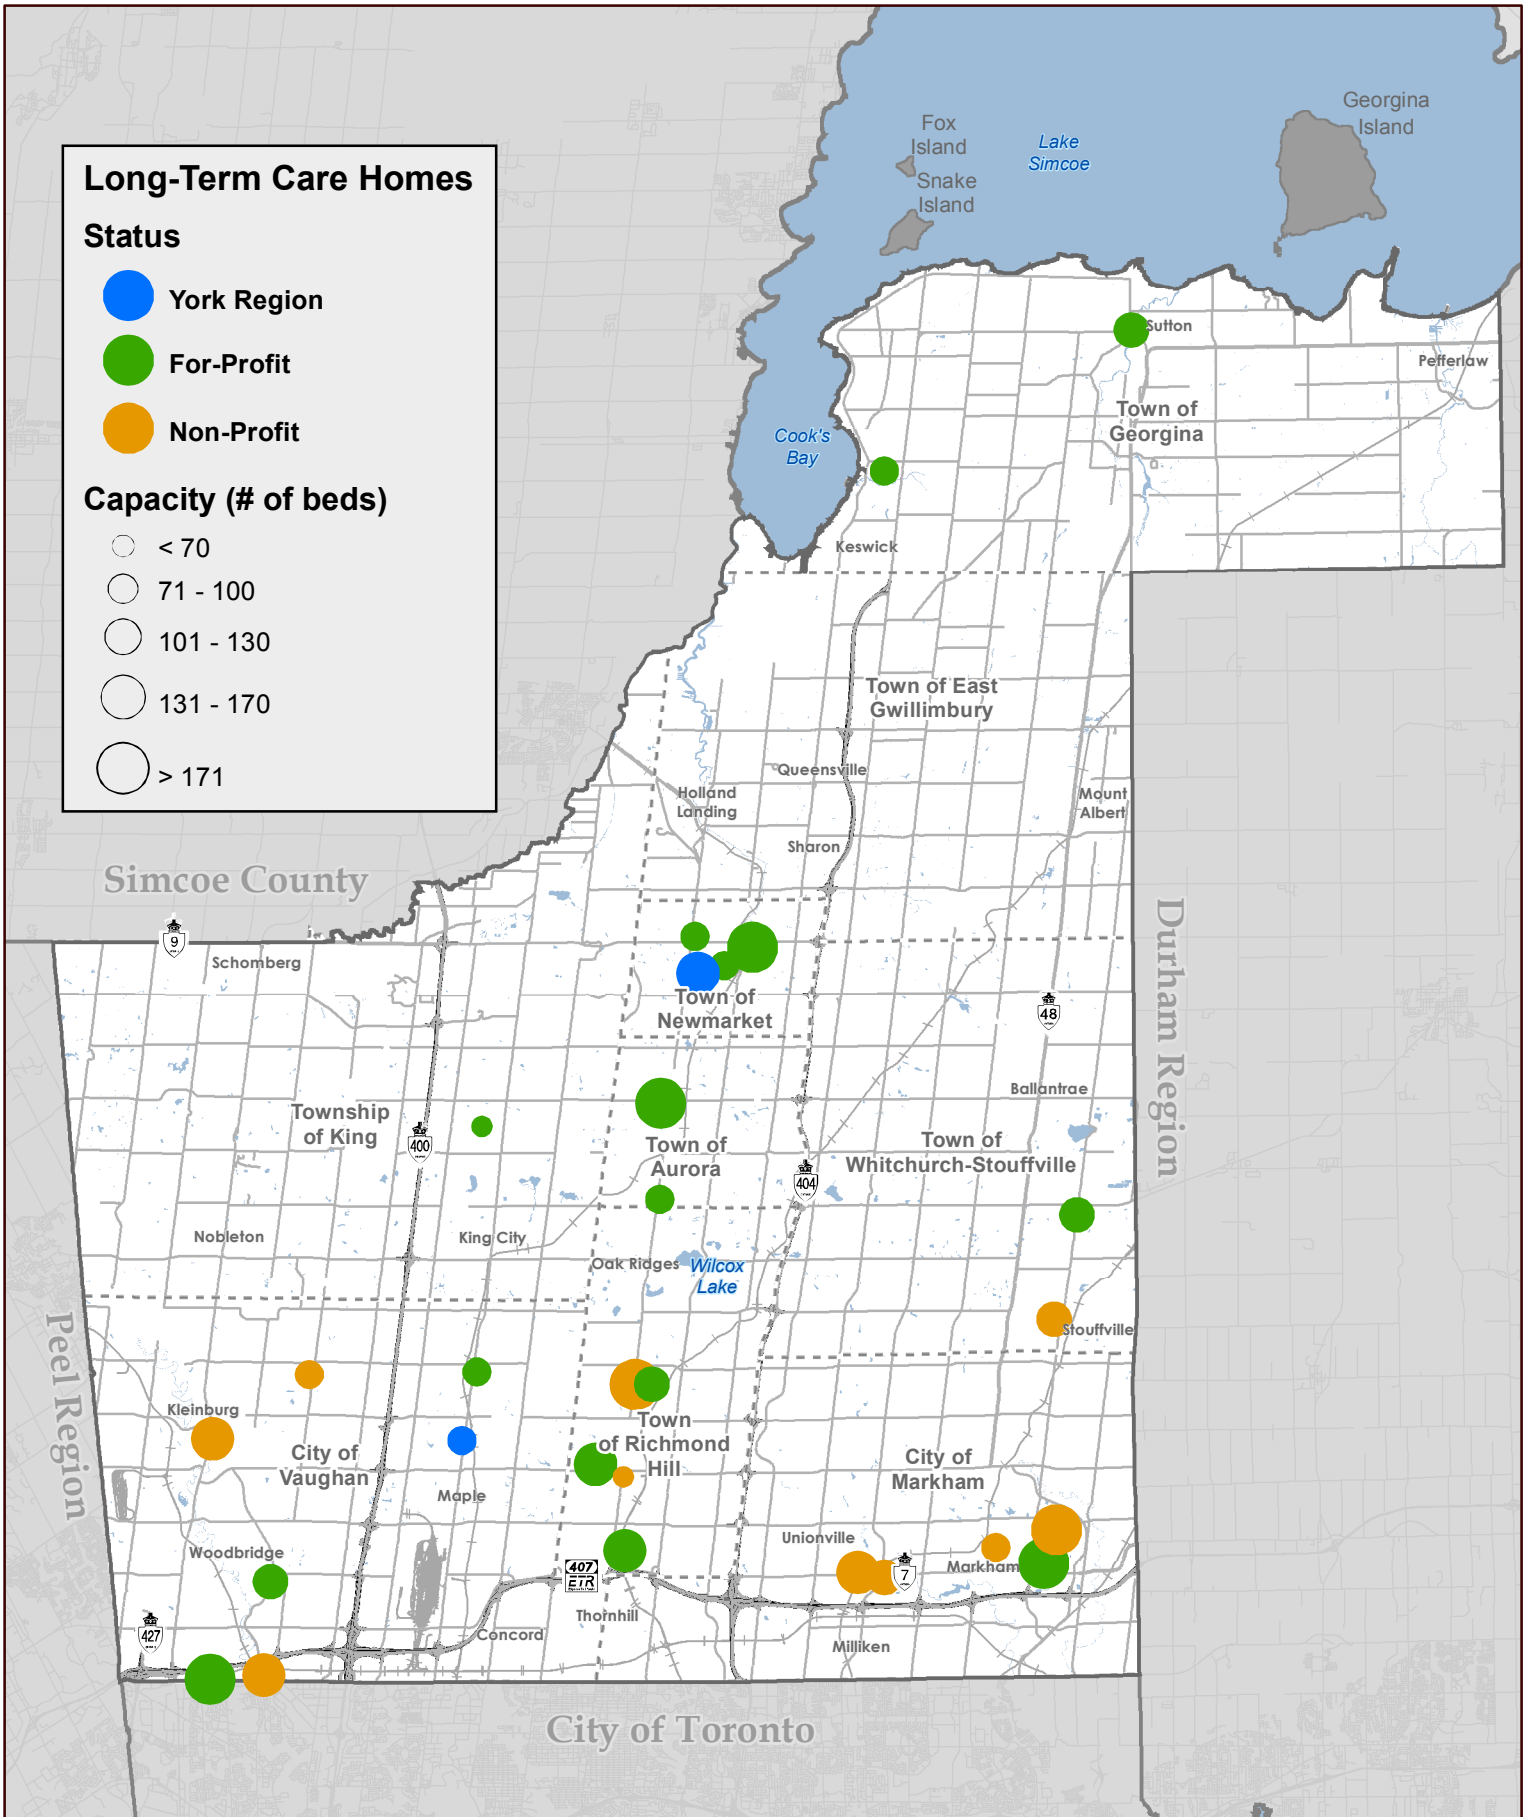 Georgina
Island
Fox
Island
Lake
Simcoe
Snake
Island
Long-Term Care Homes
Status
York Region
For-Profit
Non-Profit
Capacity (# of beds)
< 70
71 - 100
101 - 130
131 - 170
> 171
Sutton
Pefferlaw
Town of
Georgina
Cook's
Bay
Keswick
Town of East
Gwillimbury
Queensville
Holland
Landing
Mount
Albert
Sharon
Simcoe County
Durham Region
9
Schomberg
Town of
Newmarket
48
Ballantrae
Township
of King
400
Town of
Aurora
Town of
Whitchurch-Stouffville
404
Nobleton
King City
Oak Ridges
Wilcox
Lake
Stouffville
Peel Region
Kleinburg
City of
Vaughan
Town
of Richmond
Hill
City of
Markham
Maple
Unionville
Woodbridge
Markham
407
ETR
7
Thornhill
Concord
427
Milliken
City of Toronto